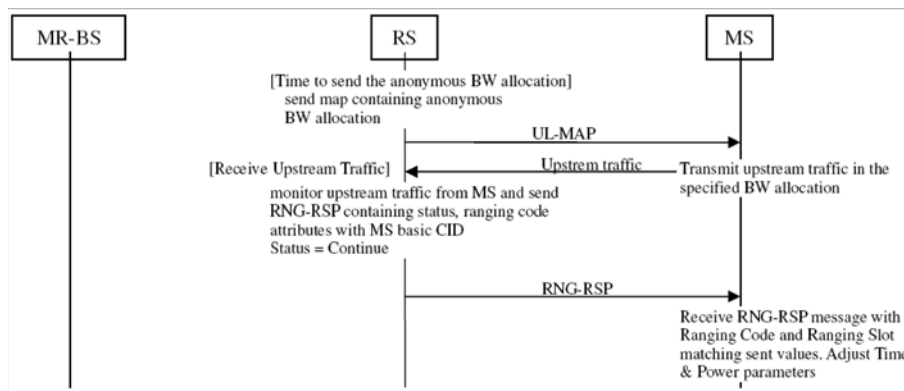 MR-BS
RS
MS
[Time to send the anonymous BW allocation]
send map containing anonymous
BW allocation
UL-MAP
[Receive Upstream Traffic]
Upstrem traffic
Transmit upstream traffic in the
specified BW allocation
monitor upstream traffic from MS and send
RNG-RSP containing status, ranging code
attributes with MS basic CID
Status = Continue
RNG-RSP
Receive RNG-RSP message with
Ranging Code and Ranging Slot
matching sent values. Adjust Time
& Power parameters